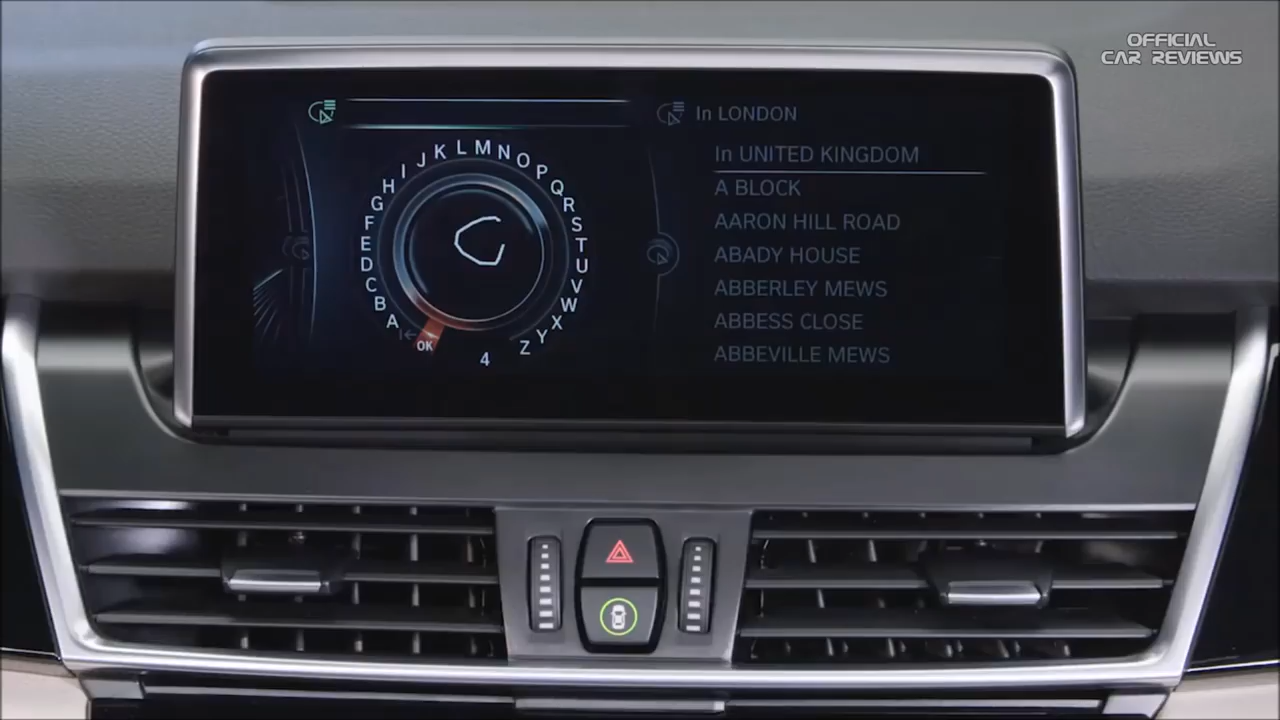 OFFICIAL
CAR REVIEWS
In LONDON
In UNITED KINGDOM
A BLOCK
AARON HILL ROAD
ABADY HOUSE
ABBERLEY MEWS
ABBESS CLOSE
ABBEVILLE MEWS
A B C D E F G H I J K L M N O P Q R S T U V W X Y Z
4
OK